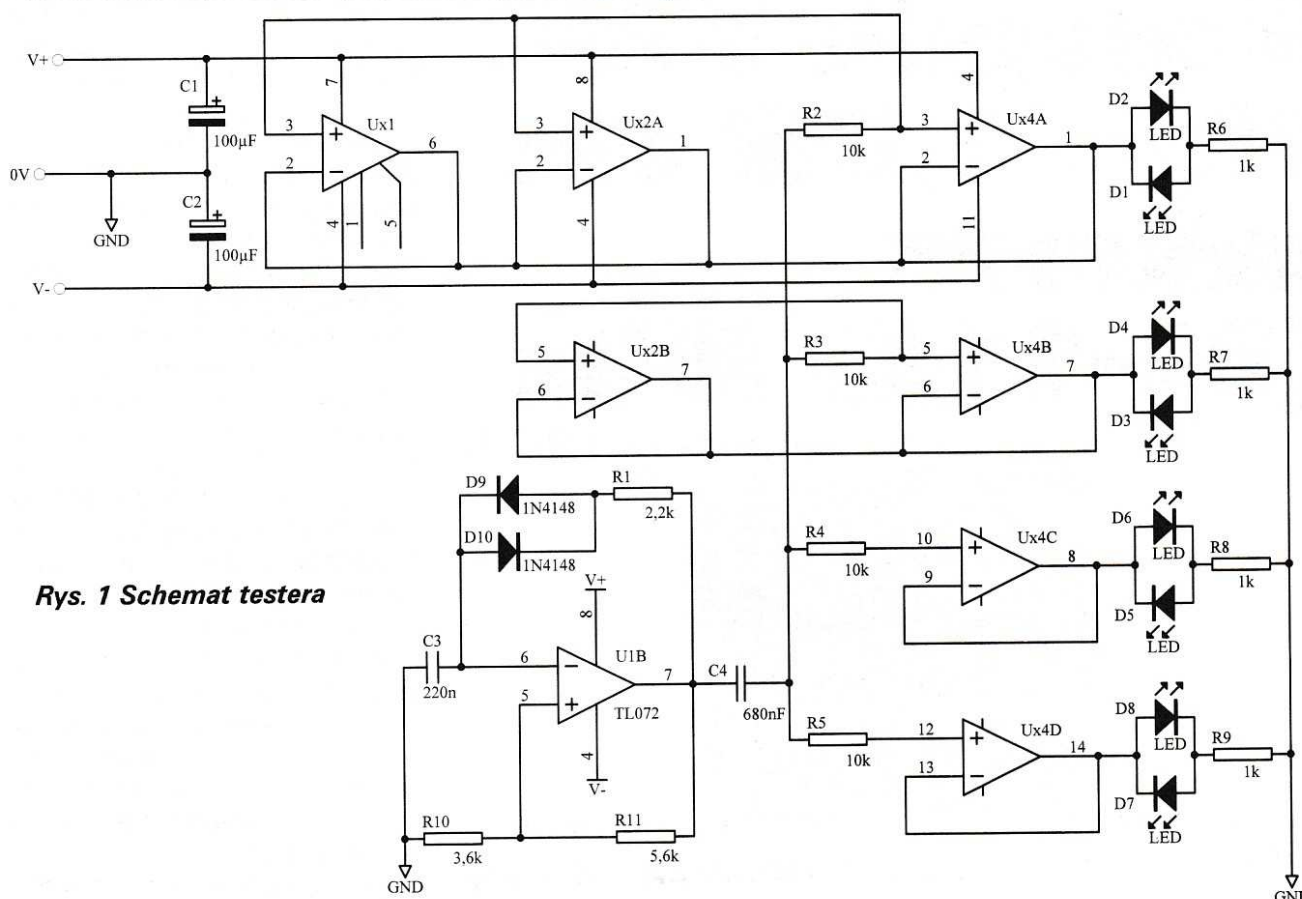 V+
C1
+
100µF
0V
GND
C2
+
100µF
V-
7
3
+
Ux1
6
2
−
4
1
5
8
3
+
Ux2A
1
2
−
4
R2
10k
4
3
+
Ux4A
1
2
−
11
D2
LED
D1
LED
R6
1k
5
+
Ux2B
7
6
−
R3
10k
5
+
Ux4B
7
6
−
D4
LED
D3
LED
R7
1k
D9
1N4148
R1
2,2k
D10
1N4148
R4
10k
10
+
Ux4C
8
9
−
D6
LED
D5
LED
R8
1k
Rys. 1 Schemat testera
V+
8
C3
220n
6
−
U1B
7
5
+
TL072
4
V-
C4
680nF
R5
10k
12
+
Ux4D
14
13
−
D8
LED
D7
LED
R9
1k
R10
3,6k
R11
5,6k
GND
GND